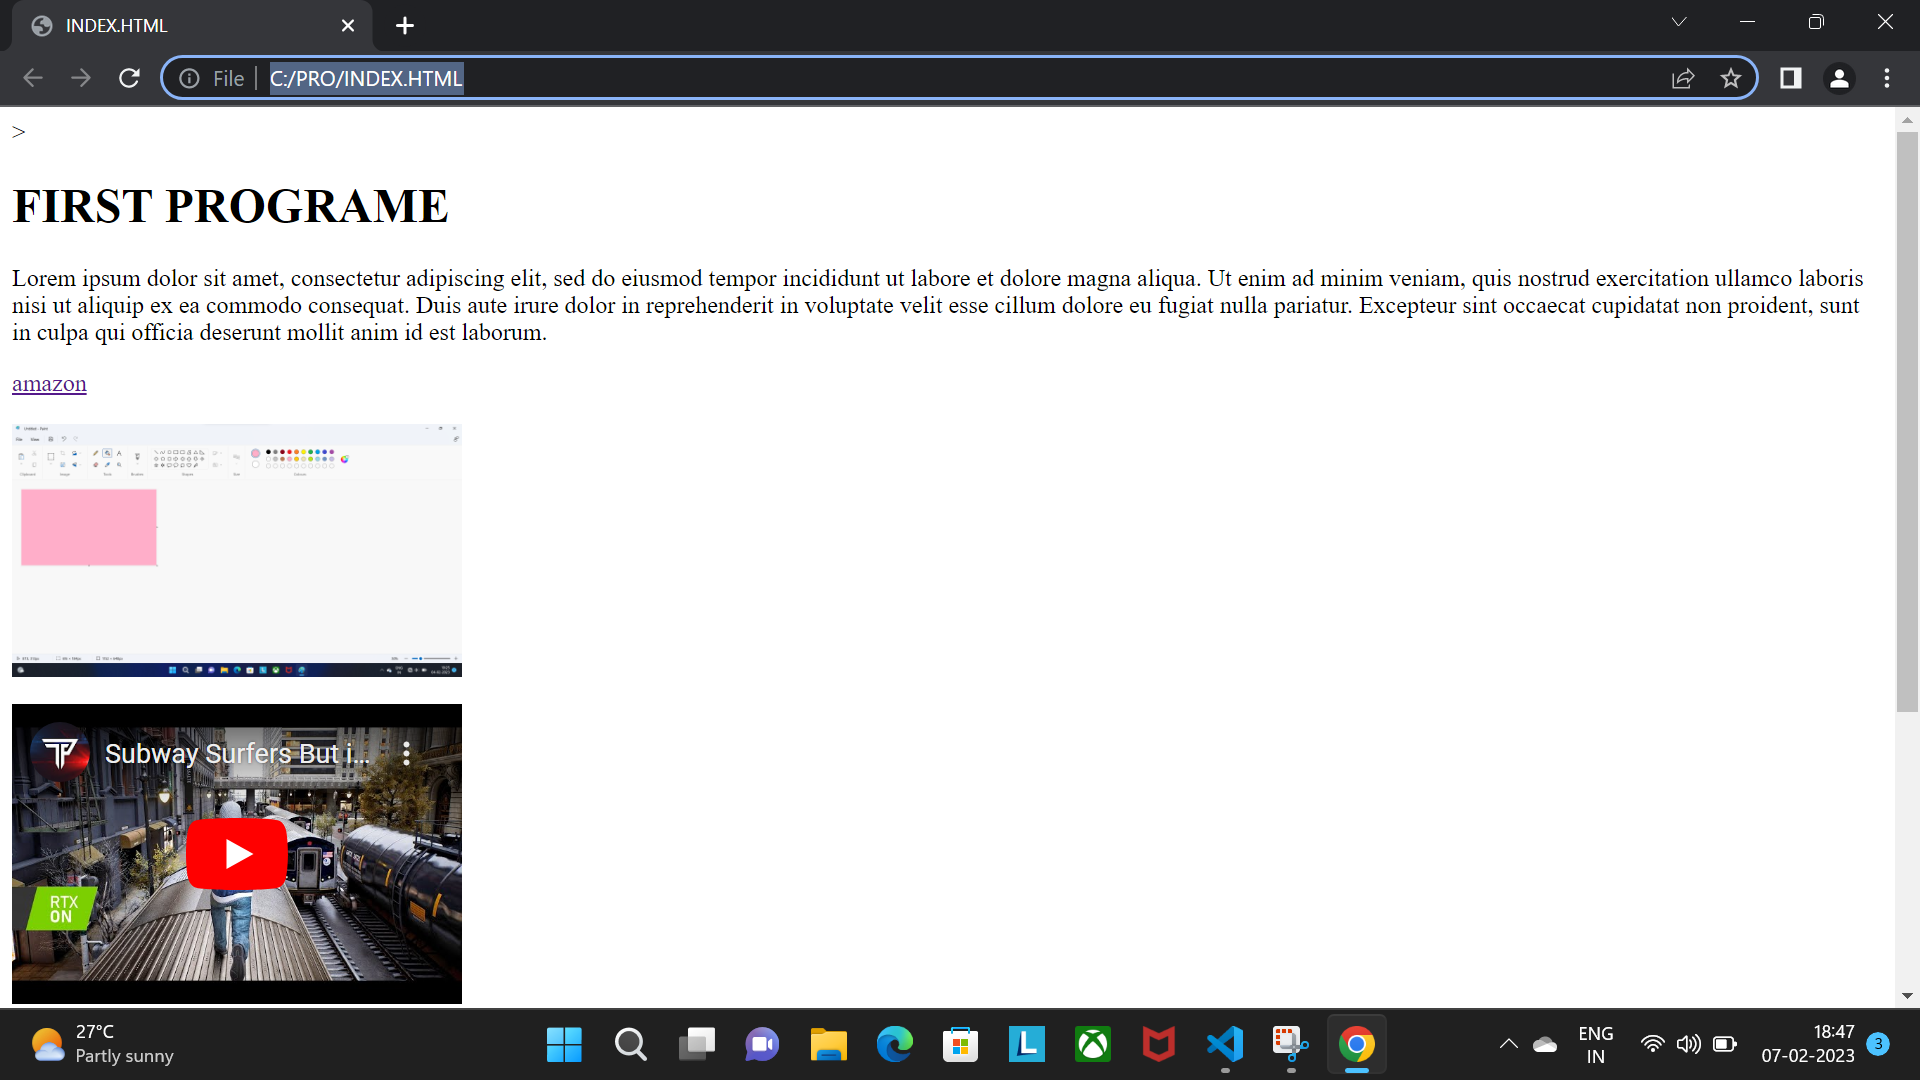 INDEX.HTML
File C:/PRO/INDEX.HTML
>
FIRST PROGRAME
Lorem ipsum dolor sit amet, consectetur adipiscing elit, sed do eiusmod tempor incididunt ut labore et dolore magna aliqua. Ut enim ad minim veniam, quis nostrud exercitation ullamco laboris
nisi ut aliquip ex ea commodo consequat. Duis aute irure dolor in reprehenderit in voluptate velit esse cillum dolore eu fugiat nulla pariatur. Excepteur sint occaecat cupidatat non proident, sunt
in culpa qui officia deserunt mollit anim id est laborum.
amazon
Subway Surfers But i...
RTX
ON
27°C
Partly sunny
ENG
IN
18:47
07-02-2023
3